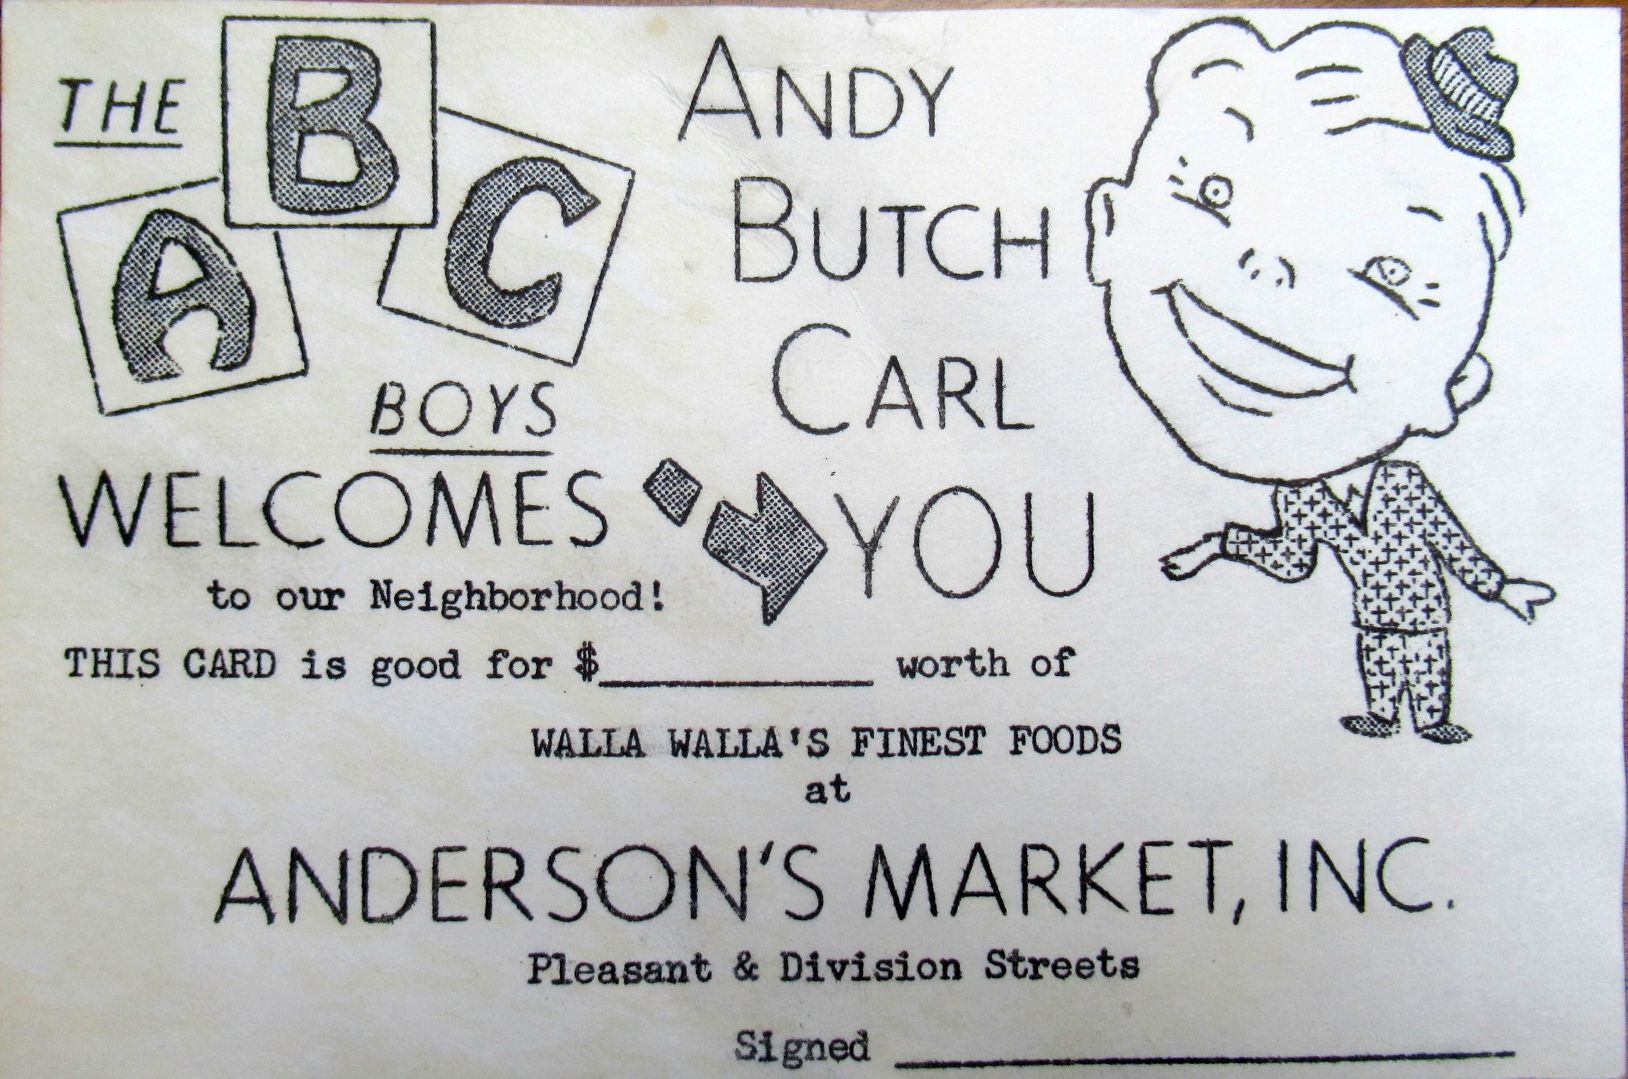 THE
A B C
BOYS
ANDY
BUTCH
CARL
WELCOMES YOU
to our Neighborhood!
THIS CARD is good for $__________ worth of
WALLA WALLA'S FINEST FOODS
at
ANDERSON'S MARKET, INC.
Pleasant & Division Streets
Signed ____________________